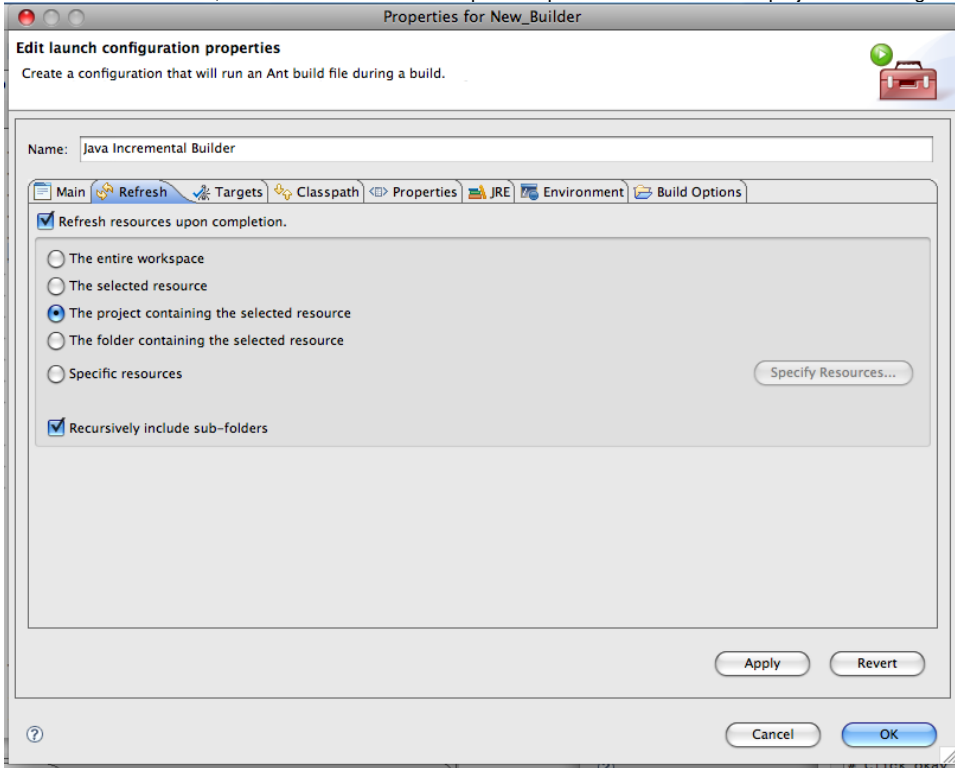 Properties for New_Builder
Edit launch configuration properties
Create a configuration that will run an Ant build file during a build.
Name: Java Incremental Builder
Main Refresh Targets Classpath Properties JRE Environment Build Options
Refresh resources upon completion.
The entire workspace
The selected resource
The project containing the selected resource
The folder containing the selected resource
Specific resources Specify Resources...
Recursively include sub-folders
Apply Revert
? Cancel OK